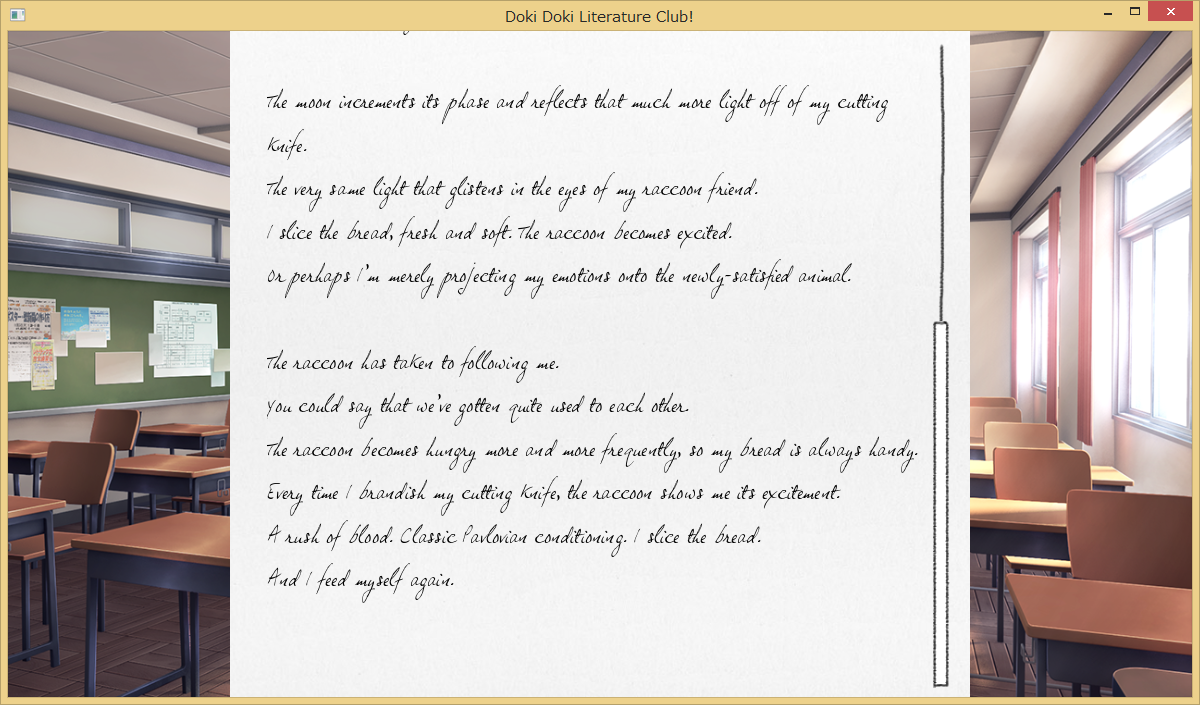 Doki Doki Literature Club!
The moon increments its phase and reflects that much more light off of my cutting
knife.
The very same light that glistens in the eyes of my raccoon friend.
I slice the bread, fresh and soft. The raccoon becomes excited.
Or perhaps I'm merely projecting my emotions onto the newly-satisfied animal.
The raccoon has taken to following me.
You could say that we've gotten quite used to each other.
The raccoon becomes hungry more and more frequently, so my bread is always handy.
Every time I brandish my cutting knife, the raccoon shows me its excitement.
A rush of blood. Classic Pavlovian conditioning. I slice the bread.
And I feed myself again.